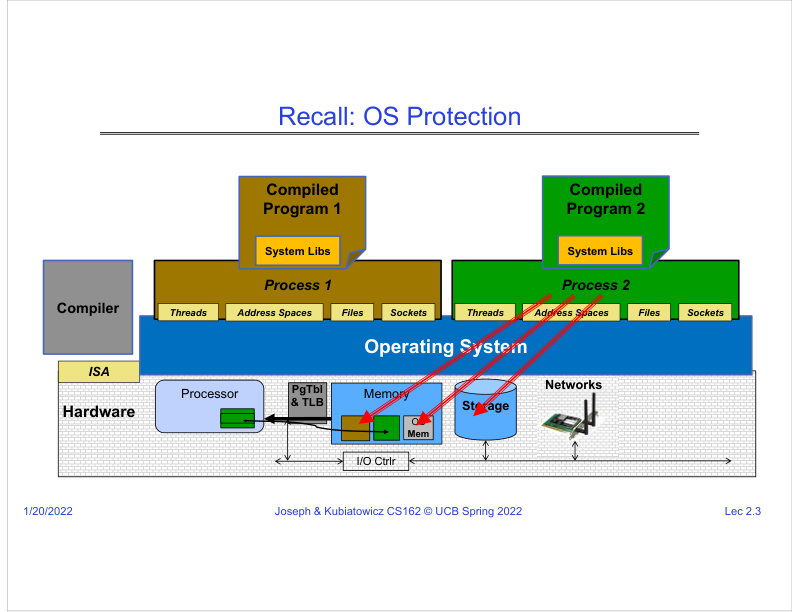 Recall: OS Protection
Compiled
Program 1
System Libs
Compiled
Program 2
System Libs
Process 1
Threads
Address Spaces
Files
Sockets
Process 2
Threads
Address Spaces
Files
Sockets
Compiler
Operating System
ISA
Hardware
Processor
PgTbl
& TLB
Memory
OS
Mem
Storage
Networks
I/O Ctrlr
1/20/2022
Joseph & Kubiatowicz CS162 © UCB Spring 2022
Lec 2.3